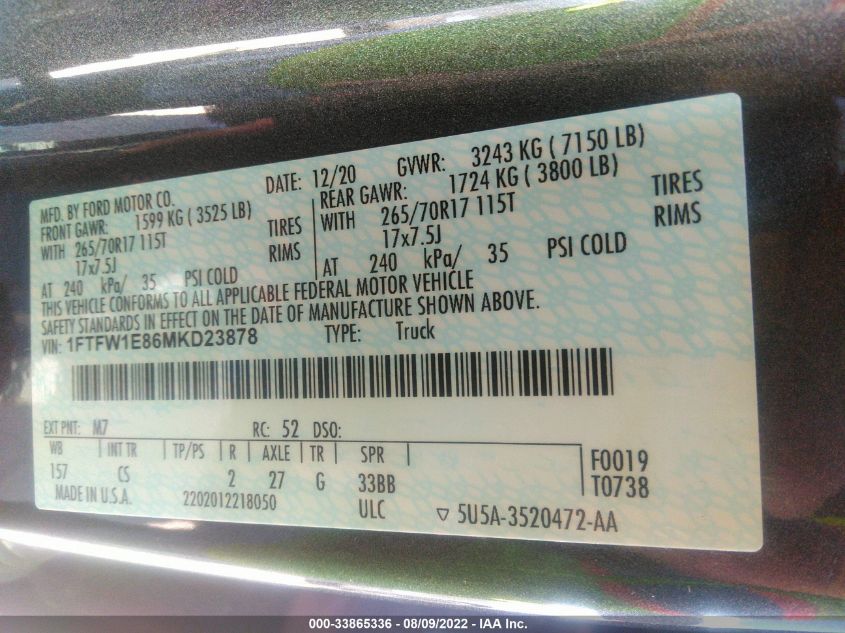 MFD. BY FORD MOTOR CO.
DATE: 12/20 GVWR: 3243 KG ( 7150 LB)
FRONT GAWR: 1599 KG ( 3525 LB)
WITH 265/70R17 115T TIRES
17x7.5J RIMS
AT 240 kPa/ 35 PSI COLD
REAR GAWR: 1724 KG ( 3800 LB)
WITH 265/70R17 115T TIRES
17x7.5J RIMS
AT 240 kPa/ 35 PSI COLD
THIS VEHICLE CONFORMS TO ALL APPLICABLE FEDERAL MOTOR VEHICLE
SAFETY STANDARDS IN EFFECT ON THE DATE OF MANUFACTURE SHOWN ABOVE.
VIN: 1FTFW1E86MKD23878 TYPE: Truck
EXT PNT: M7 RC: 52 DSO:
WB INT TR TP/PS R AXLE TR SPR
157 CS 2 27 G 33BB
F0019
T0738
MADE IN U.S.A. 2202012218050 ULC ▽ 5U5A-3520472-AA
000-33865336 - 08/09/2022 - IAA Inc.